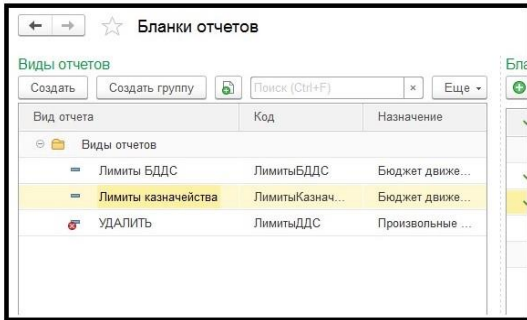 Бланки отчетов
Виды отчетов
Создать Создать группу Поиск (Ctrl+F) × Еще
Вид отчета Код Назначение
Виды отчетов
Лимиты БДДС ЛимитыБДДС Бюджет движе...
Лимиты казначейства ЛимитыКазнач... Бюджет движе...
УДАЛИТЬ ЛимитыДДС Произвольные ...